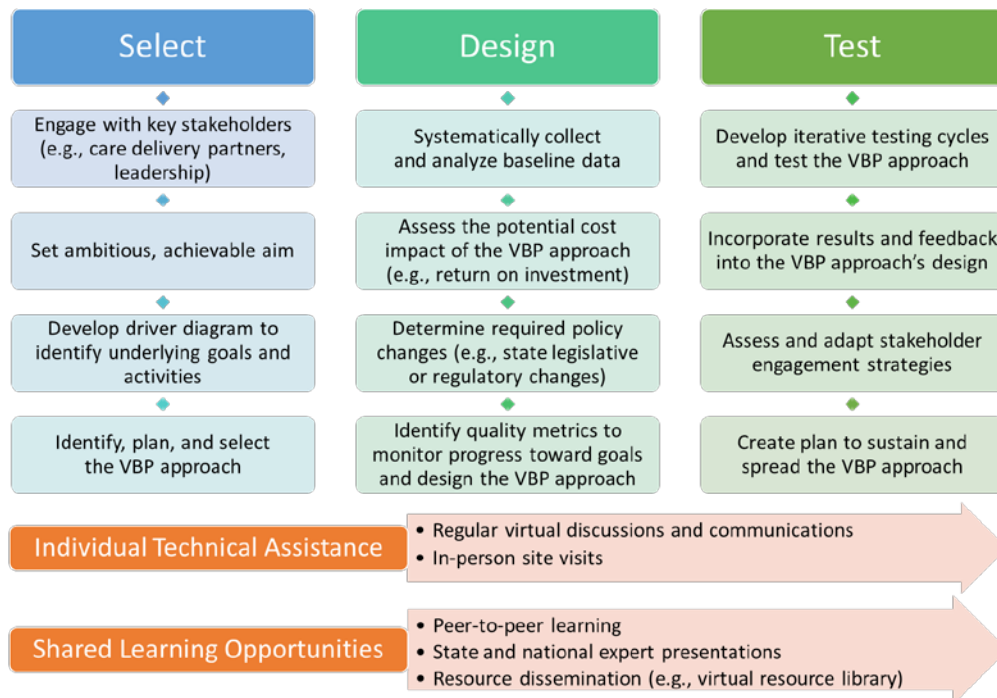 Select
Engage with key stakeholders
(e.g., care delivery partners,
leadership)
Set ambitious, achievable aim
Develop driver diagram to
identify underlying goals and
activities
Identify, plan, and select
the VBP approach
Design
Systematically collect
and analyze baseline data
Assess the potential cost
impact of the VBP approach
(e.g., return on investment)
Determine required policy
changes (e.g., state legislative
or regulatory changes)
Identify quality metrics to
monitor progress toward goals
and design the VBP approach
Test
Develop iterative testing cycles
and test the VBP approach
Incorporate results and feedback
into the VBP approach's design
Assess and adapt stakeholder
engagement strategies
Create plan to sustain and
spread the VBP approach
Individual Technical Assistance
• Regular virtual discussions and communications
• In-person site visits
Shared Learning Opportunities
• Peer-to-peer learning
• State and national expert presentations
• Resource dissemination (e.g., virtual resource library)